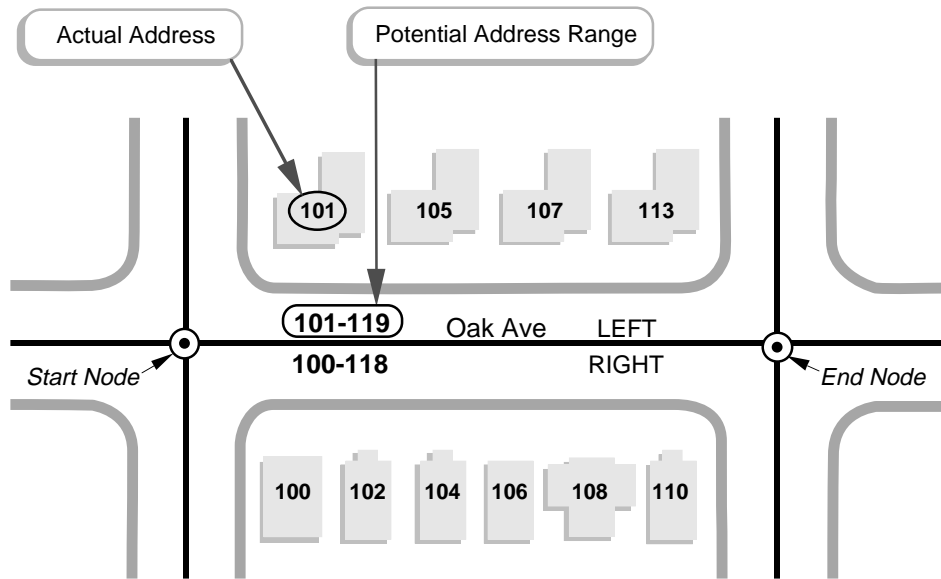 Actual Address
Potential Address Range
101
105
107
113
101-119
Oak Ave
LEFT
100-118
RIGHT
Start Node
End Node
100
102
104
106
108
110